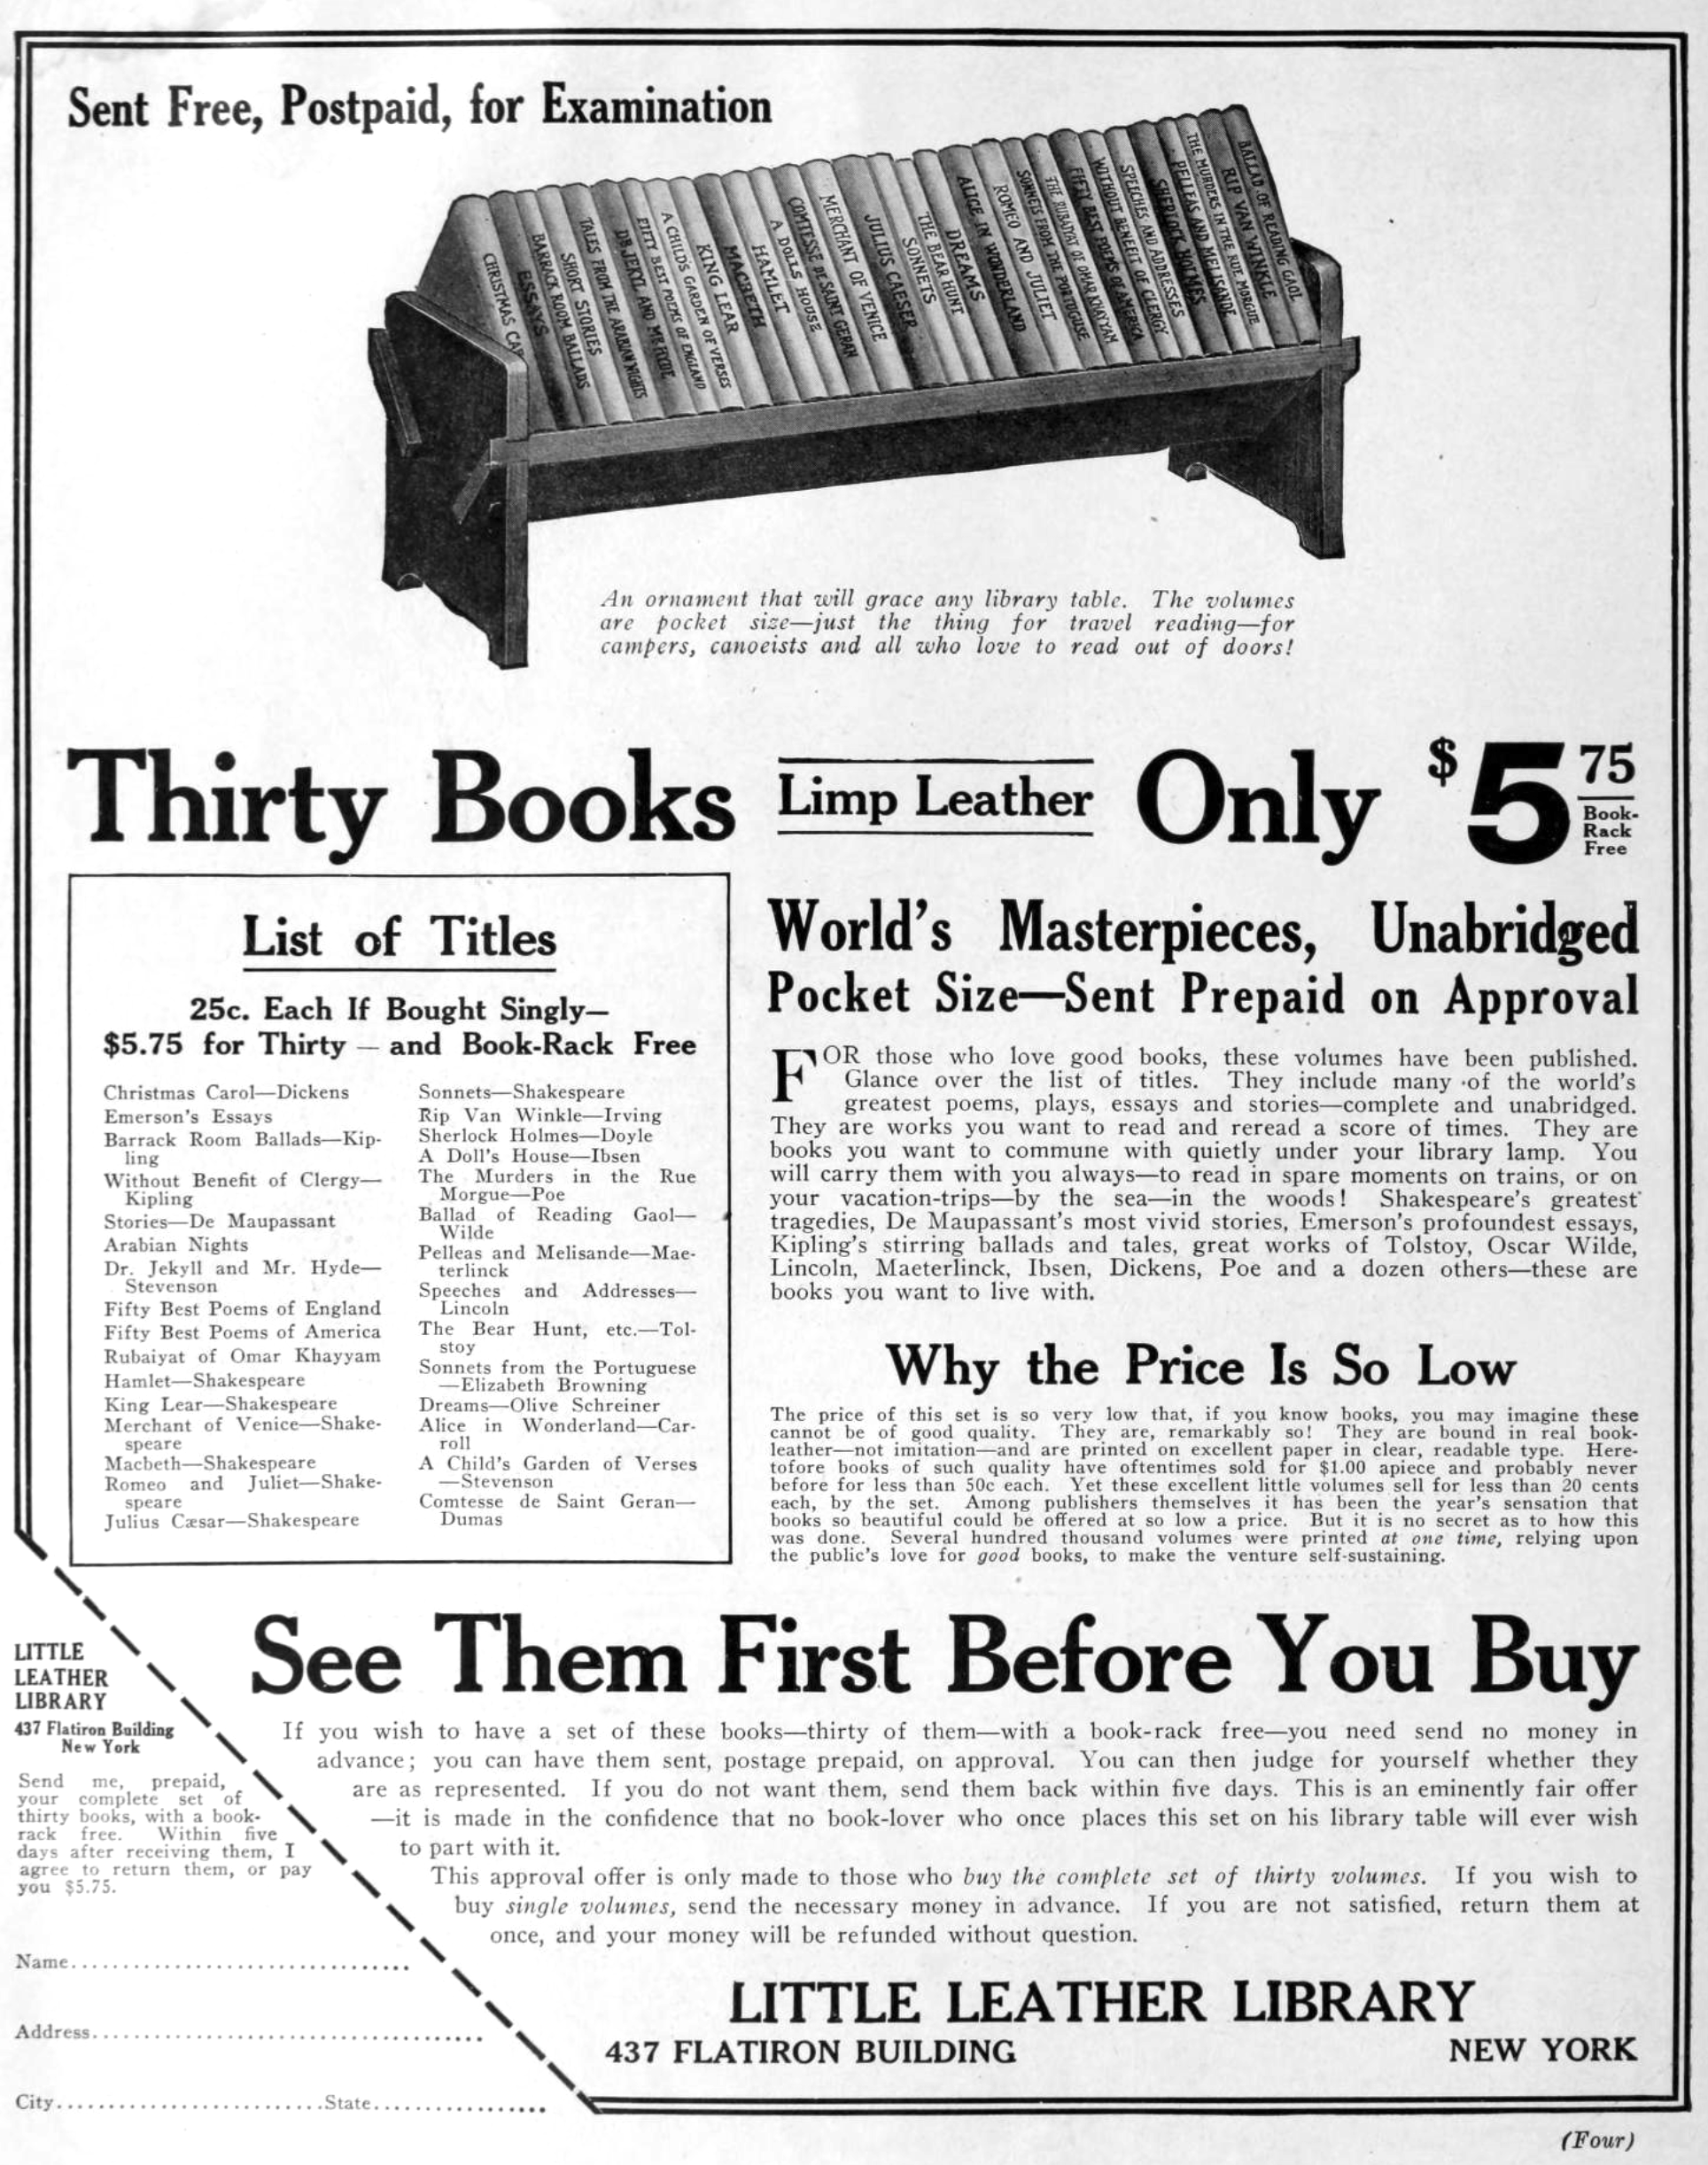 Sent Free, Postpaid, for Examination
CHRISTMAS CAR
ESSAYS
BARRACK ROOM BALLADS
SHORT STORIES
TALES FROM THE ARABIAN NIGHTS
DR JEKYLL AND MR HYDE
FIFTY BEST POEMS OF ENGLAND
A CHILD'S GARDEN OF VERSES
KING LEAR
MACBETH
HAMLET
A DOLLS HOUSE
COMTESSE DE SAINT GERAN
MERCHANT OF VENICE
JULIUS CAESER
SONNETS
THE BEAR HUNT
DREAMS
ALICE IN WONDERLAND
ROMEO AND JULIET
SONNETS FROM THE PORTUGUSE
THE RUBAIYAT OF OMAR KHAYYAM
FIFTY BEST POEMS OF AMERICA
WITHOUT BENEFIT OF CLERGY
SPEECHES AND ADDRESSES
SHERLOCK HOLMES
PELLEAS AND MELISANDE
THE MURDERS IN THE RUE MORGUE
RIP VAN WINKLE
BALLAD OF READING GAOL
An ornament that will grace any library table. The volumes
are pocket size—just the thing for travel reading—for
campers, canoeists and all who love to read out of doors!
Thirty Books Limp Leather Only $5 75
Book-
Rack
Free
List of Titles
25c. Each If Bought Singly—
$5.75 for Thirty — and Book-Rack Free
Christmas Carol—Dickens
Emerson's Essays
Barrack Room Ballads—Kip-
ling
Without Benefit of Clergy—
Kipling
Stories—De Maupassant
Arabian Nights
Dr. Jekyll and Mr. Hyde—
Stevenson
Fifty Best Poems of England
Fifty Best Poems of America
Rubaiyat of Omar Khayyam
Hamlet—Shakespeare
King Lear—Shakespeare
Merchant of Venice—Shake-
speare
Macbeth—Shakespeare
Romeo and Juliet—Shake-
speare
Julius Cæsar—Shakespeare
Sonnets—Shakespeare
Rip Van Winkle—Irving
Sherlock Holmes—Doyle
A Doll's House—Ibsen
The Murders in the Rue
Morgue—Poe
Ballad of Reading Gaol—
Wilde
Pelleas and Melisande—Mae-
terlinck
Speeches and Addresses—
Lincoln
The Bear Hunt, etc.—Tol-
stoy
Sonnets from the Portuguese
—Elizabeth Browning
Dreams—Olive Schreiner
Alice in Wonderland—Car-
roll
A Child's Garden of Verses
—Stevenson
Comtesse de Saint Geran—
Dumas
World's Masterpieces, Unabridged
Pocket Size—Sent Prepaid on Approval
FOR those who love good books, these volumes have been published.
Glance over the list of titles. They include many of the world's
greatest poems, plays, essays and stories—complete and unabridged.
They are works you want to read and reread a score of times. They are
books you want to commune with quietly under your library lamp. You
will carry them with you always—to read in spare moments on trains, or on
your vacation-trips—by the sea—in the woods! Shakespeare's greatest
tragedies, De Maupassant's most vivid stories, Emerson's profoundest essays,
Kipling's stirring ballads and tales, great works of Tolstoy, Oscar Wilde,
Lincoln, Maeterlinck, Ibsen, Dickens, Poe and a dozen others—these are
books you want to live with.
Why the Price Is So Low
The price of this set is so very low that, if you know books, you may imagine these
cannot be of good quality. They are, remarkably so! They are bound in real book-
leather—not imitation—and are printed on excellent paper in clear, readable type. Here-
tofore books of such quality have oftentimes sold for $1.00 apiece and probably never
before for less than 50c each. Yet these excellent little volumes sell for less than 20 cents
each, by the set. Among publishers themselves it has been the year's sensation that
books so beautiful could be offered at so low a price. But it is no secret as to how this
was done. Several hundred thousand volumes were printed at one time, relying upon
the public's love for good books, to make the venture self-sustaining.
See Them First Before You Buy
If you wish to have a set of these books—thirty of them—with a book-rack free—you need send no money in
advance; you can have them sent, postage prepaid, on approval. You can then judge for yourself whether they
are as represented. If you do not want them, send them back within five days. This is an eminently fair offer
—it is made in the confidence that no book-lover who once places this set on his library table will ever wish
to part with it.
This approval offer is only made to those who buy the complete set of thirty volumes. If you wish to
buy single volumes, send the necessary money in advance. If you are not satisfied, return them at
once, and your money will be refunded without question.
LITTLE LEATHER LIBRARY
437 FLATIRON BUILDING NEW YORK
LITTLE
LEATHER
LIBRARY
437 Flatiron Building
New York
Send me, prepaid,
your complete set of
thirty books, with a book-
rack free. Within five
days after receiving them, I
agree to return them, or pay
you $5.75.
Name
Address
City State
(Four)